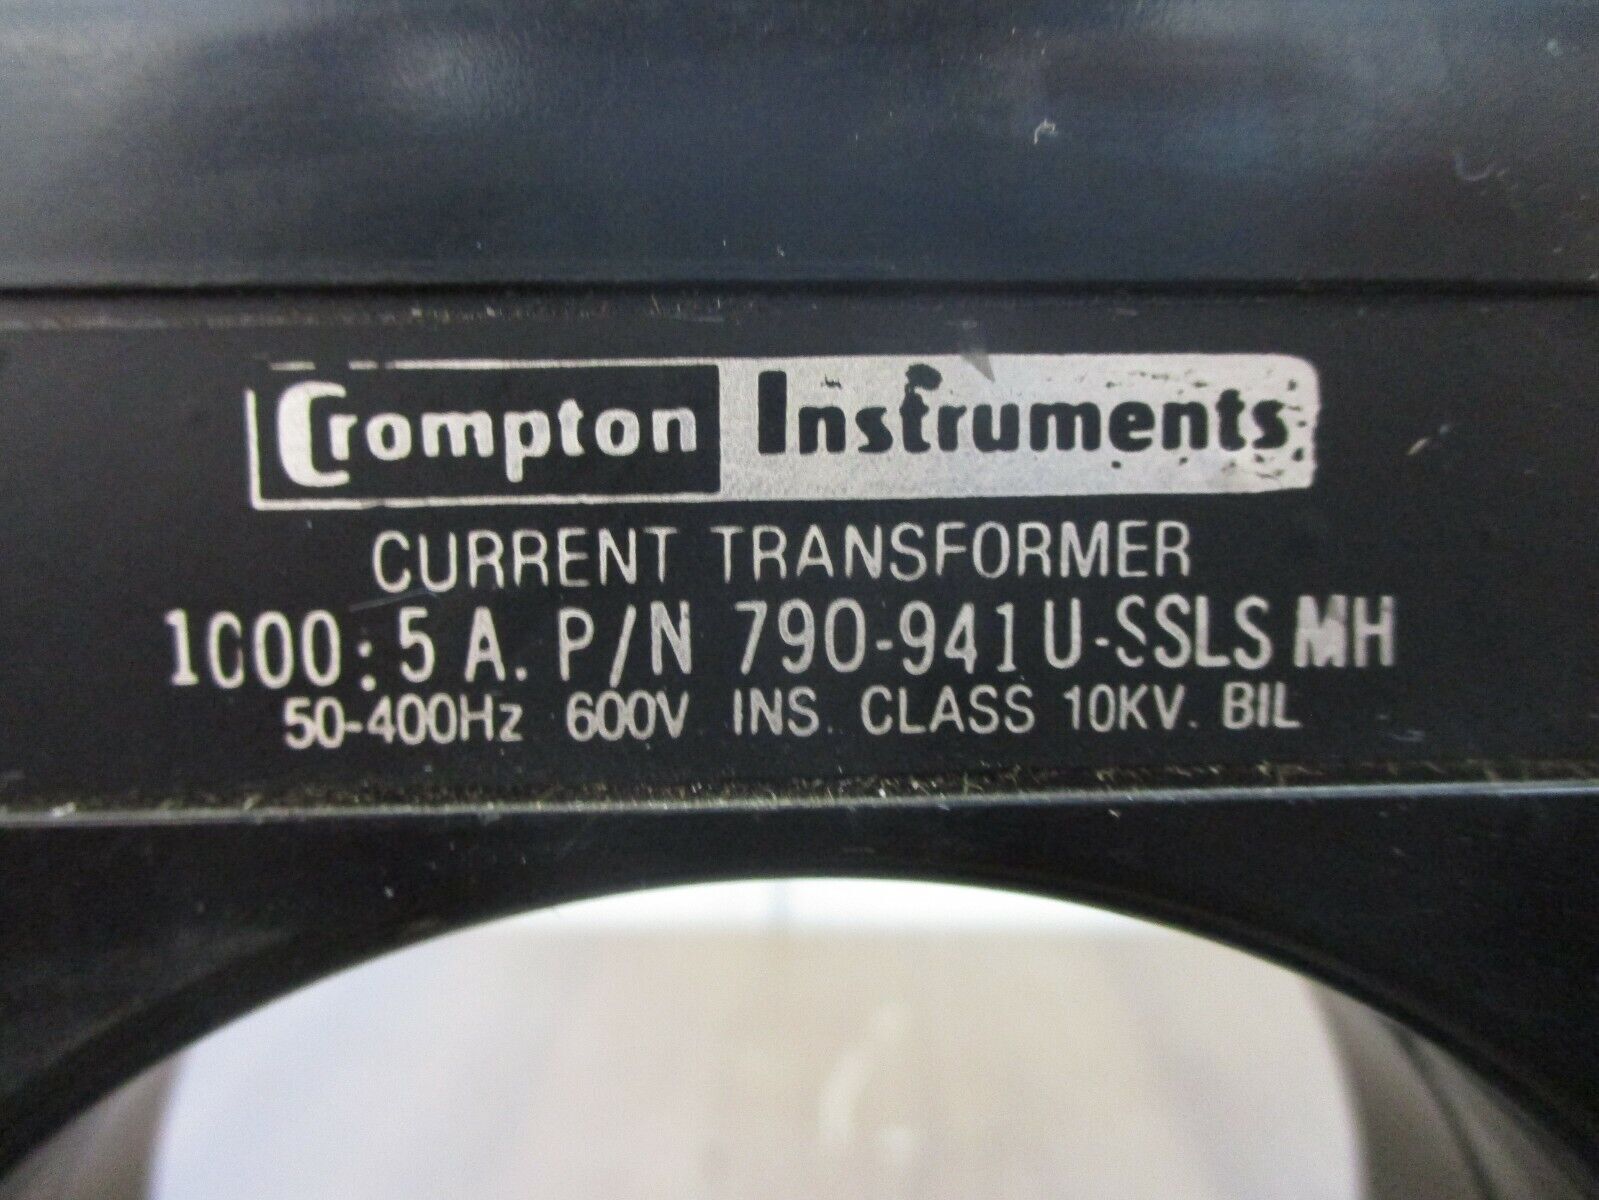 Crompton Instruments
CURRENT TRANSFORMER
1000:5 A. P/N 790-941U-SSLS MH
50-400Hz 600V INS. CLASS 10KV. BIL